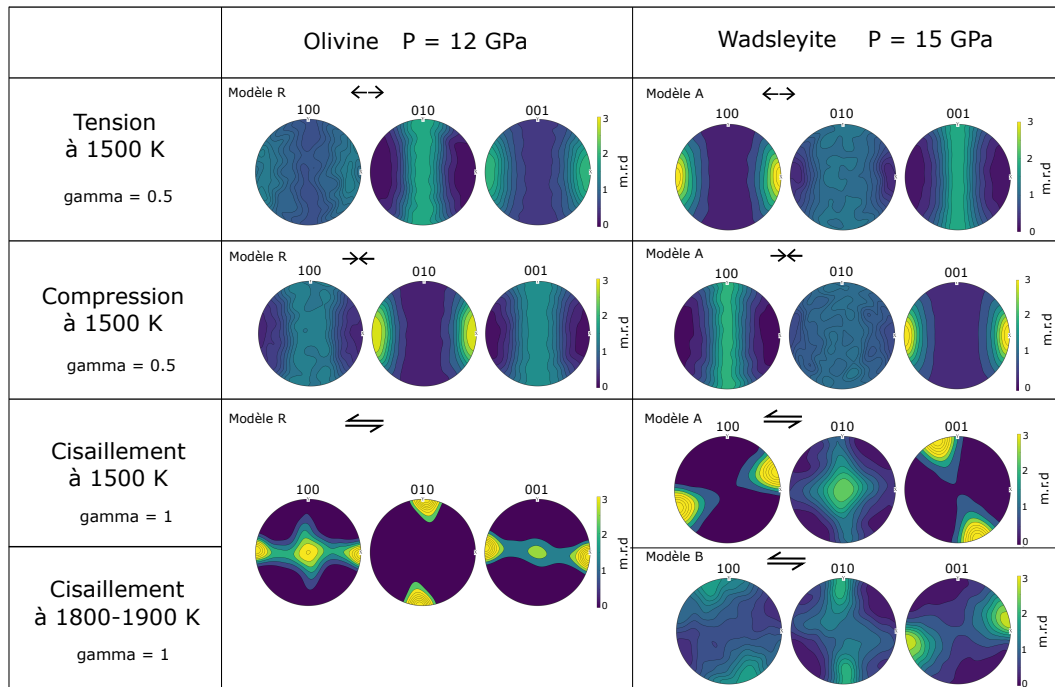 Olivine P = 12 GPa
Wadsleyite P = 15 GPa
Tension
à 1500 K
gamma = 0.5
Modèle R
100
010
001
3
2
1
0
m.r.d
Modèle A
100
010
001
3
2
1
0
m.r.d
Compression
à 1500 K
gamma = 0.5
Modèle R
100
010
001
3
2
1
0
m.r.d
Modèle A
100
010
001
3
2
1
0
m.r.d
Cisaillement
à 1500 K
gamma = 1
Modèle R
100
010
001
3
2
1
0
m.r.d
Modèle A
100
010
001
3
2
1
0
m.r.d
Cisaillement
à 1800-1900 K
gamma = 1
Modèle B
100
010
001
3
2
1
0
m.r.d